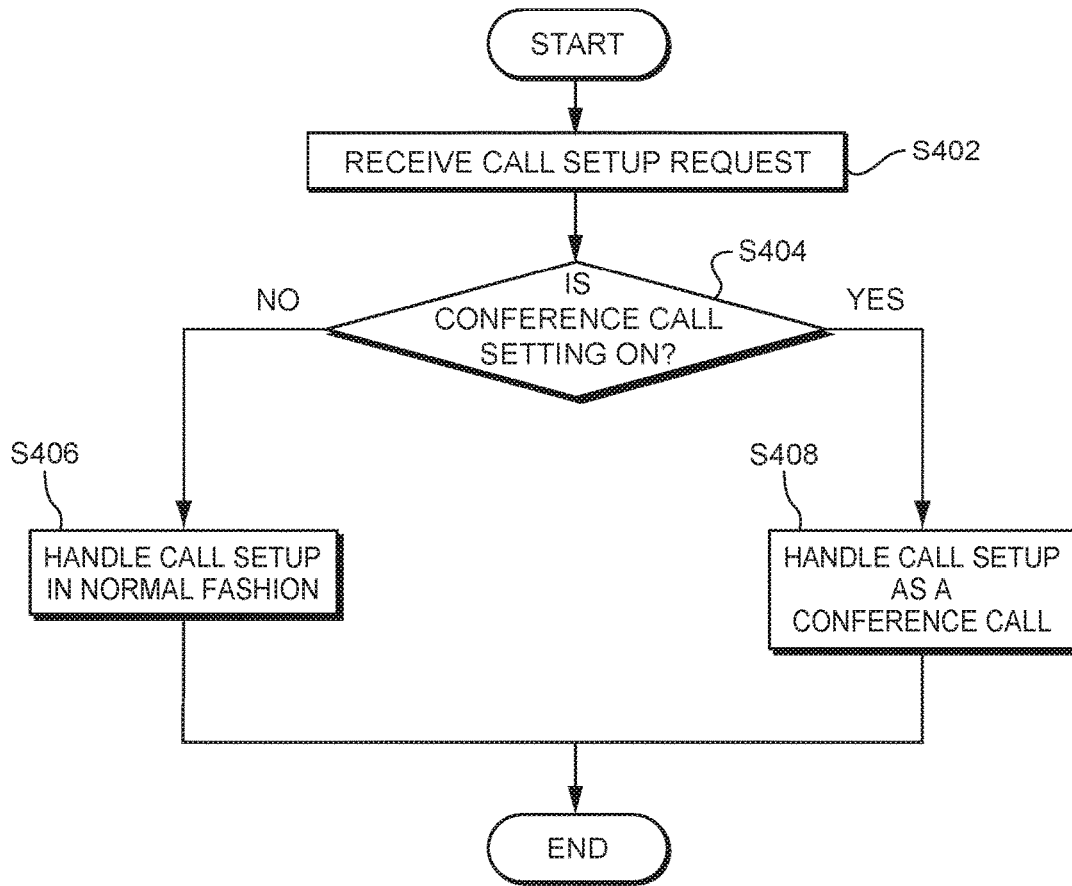 START
RECEIVE CALL SETUP REQUEST
S402
S404
IS
CONFERENCE CALL
SETTING ON?
NO
YES
S406
HANDLE CALL SETUP
IN NORMAL FASHION
S408
HANDLE CALL SETUP
AS A
CONFERENCE CALL
END